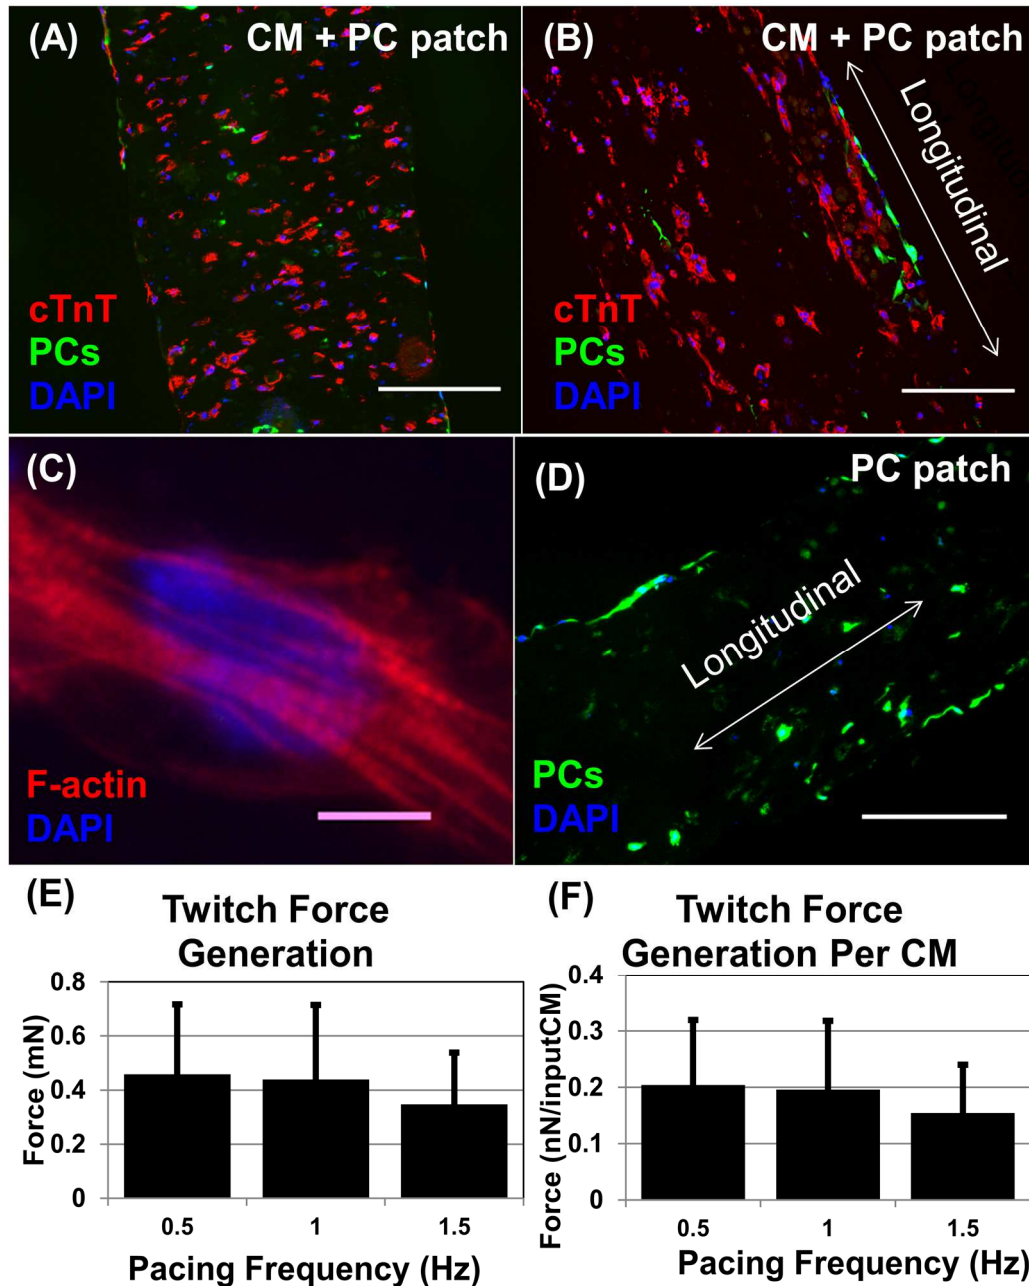 (A)
CM + PC patch
cTnT
PCs
DAPI
(B)
CM + PC patch
Longitudinal
cTnT
PCs
DAPI
(C)
F-actin
DAPI
(D)
PC patch
Longitudinal
PCs
DAPI
(E)
Twitch Force
Generation
Force (mN)
0.8
0.6
0.4
0.2
0
0.5
1
1.5
Pacing Frequency (Hz)
(F)
Twitch Force
Generation Per CM
Force (nN/inputCM)
0.4
0.3
0.2
0.1
0
0.5
1
1.5
Pacing Frequency (Hz)